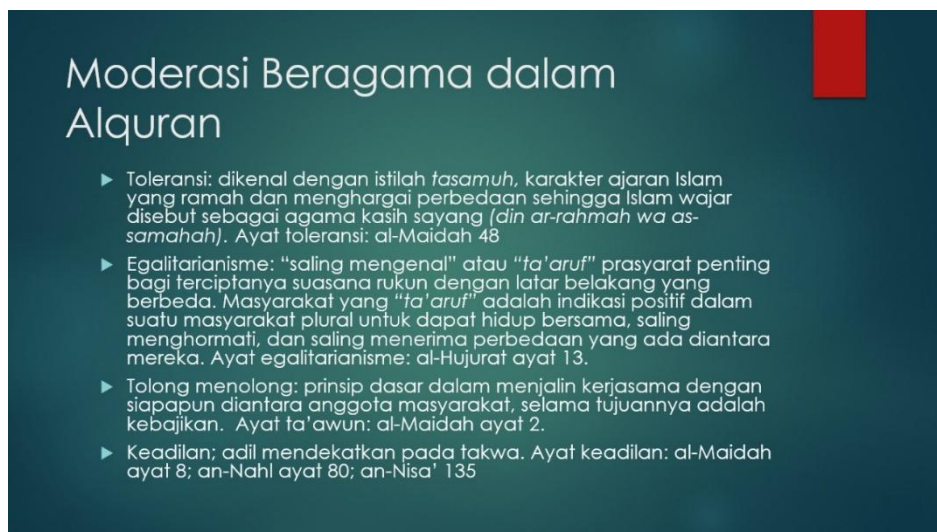 Moderasi Beragama dalam
Alquran
Toleransi: dikenal dengan istilah tasamuh, karakter ajaran Islam
yang ramah dan menghargai perbedaan sehingga Islam wajar
disebut sebagai agama kasih sayang (din ar-rahmah wa as-
samahah). Ayat toleransi: al-Maidah 48
Egalitarianisme: “saling mengenal” atau “ta’aruf” prasyarat penting
bagi terciptanya suasana rukun dengan latar belakang yang
berbeda. Masyarakat yang “ta’aruf” adalah indikasi positif dalam
suatu masyarakat plural untuk dapat hidup bersama, saling
menghormati, dan saling menerima perbedaan yang ada diantara
mereka. Ayat egalitarianisme: al-Hujurat ayat 13.
Tolong menolong: prinsip dasar dalam menjalin kerjasama dengan
siapapun diantara anggota masyarakat, selama tujuannya adalah
kebajikan. Ayat ta’awun: al-Maidah ayat 2.
Keadilan; adil mendekatkan pada takwa. Ayat keadilan: al-Maidah
ayat 8; an-Nahl ayat 80; an-Nisa’ 135